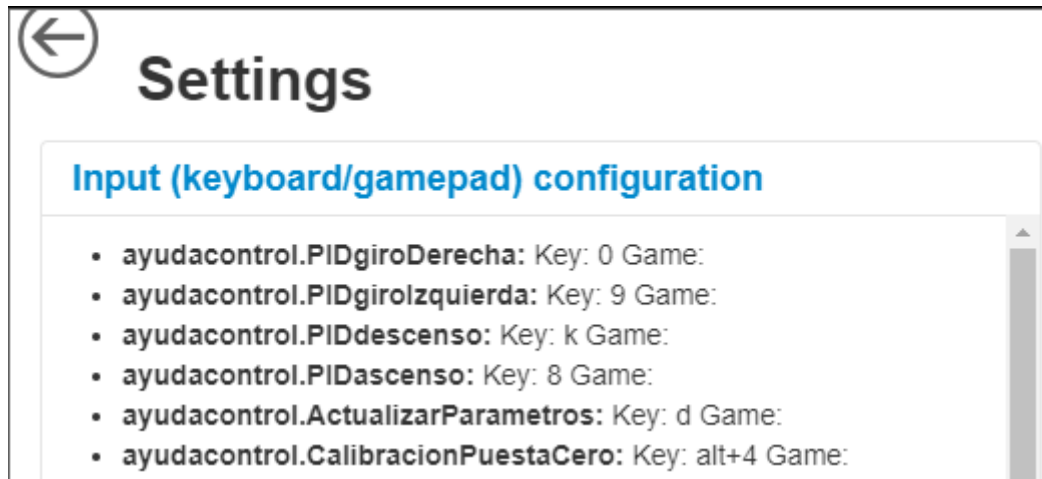 Settings
Input (keyboard/gamepad) configuration
• ayudacontrol.PIDgiroDerecha: Key: 0 Game:
• ayudacontrol.PIDgiroIzquierda: Key: 9 Game:
• ayudacontrol.PIDdescenso: Key: k Game:
• ayudacontrol.PIDascenso: Key: 8 Game:
• ayudacontrol.ActualizarParametros: Key: d Game:
• ayudacontrol.CalibracionPuestaCero: Key: alt+4 Game: